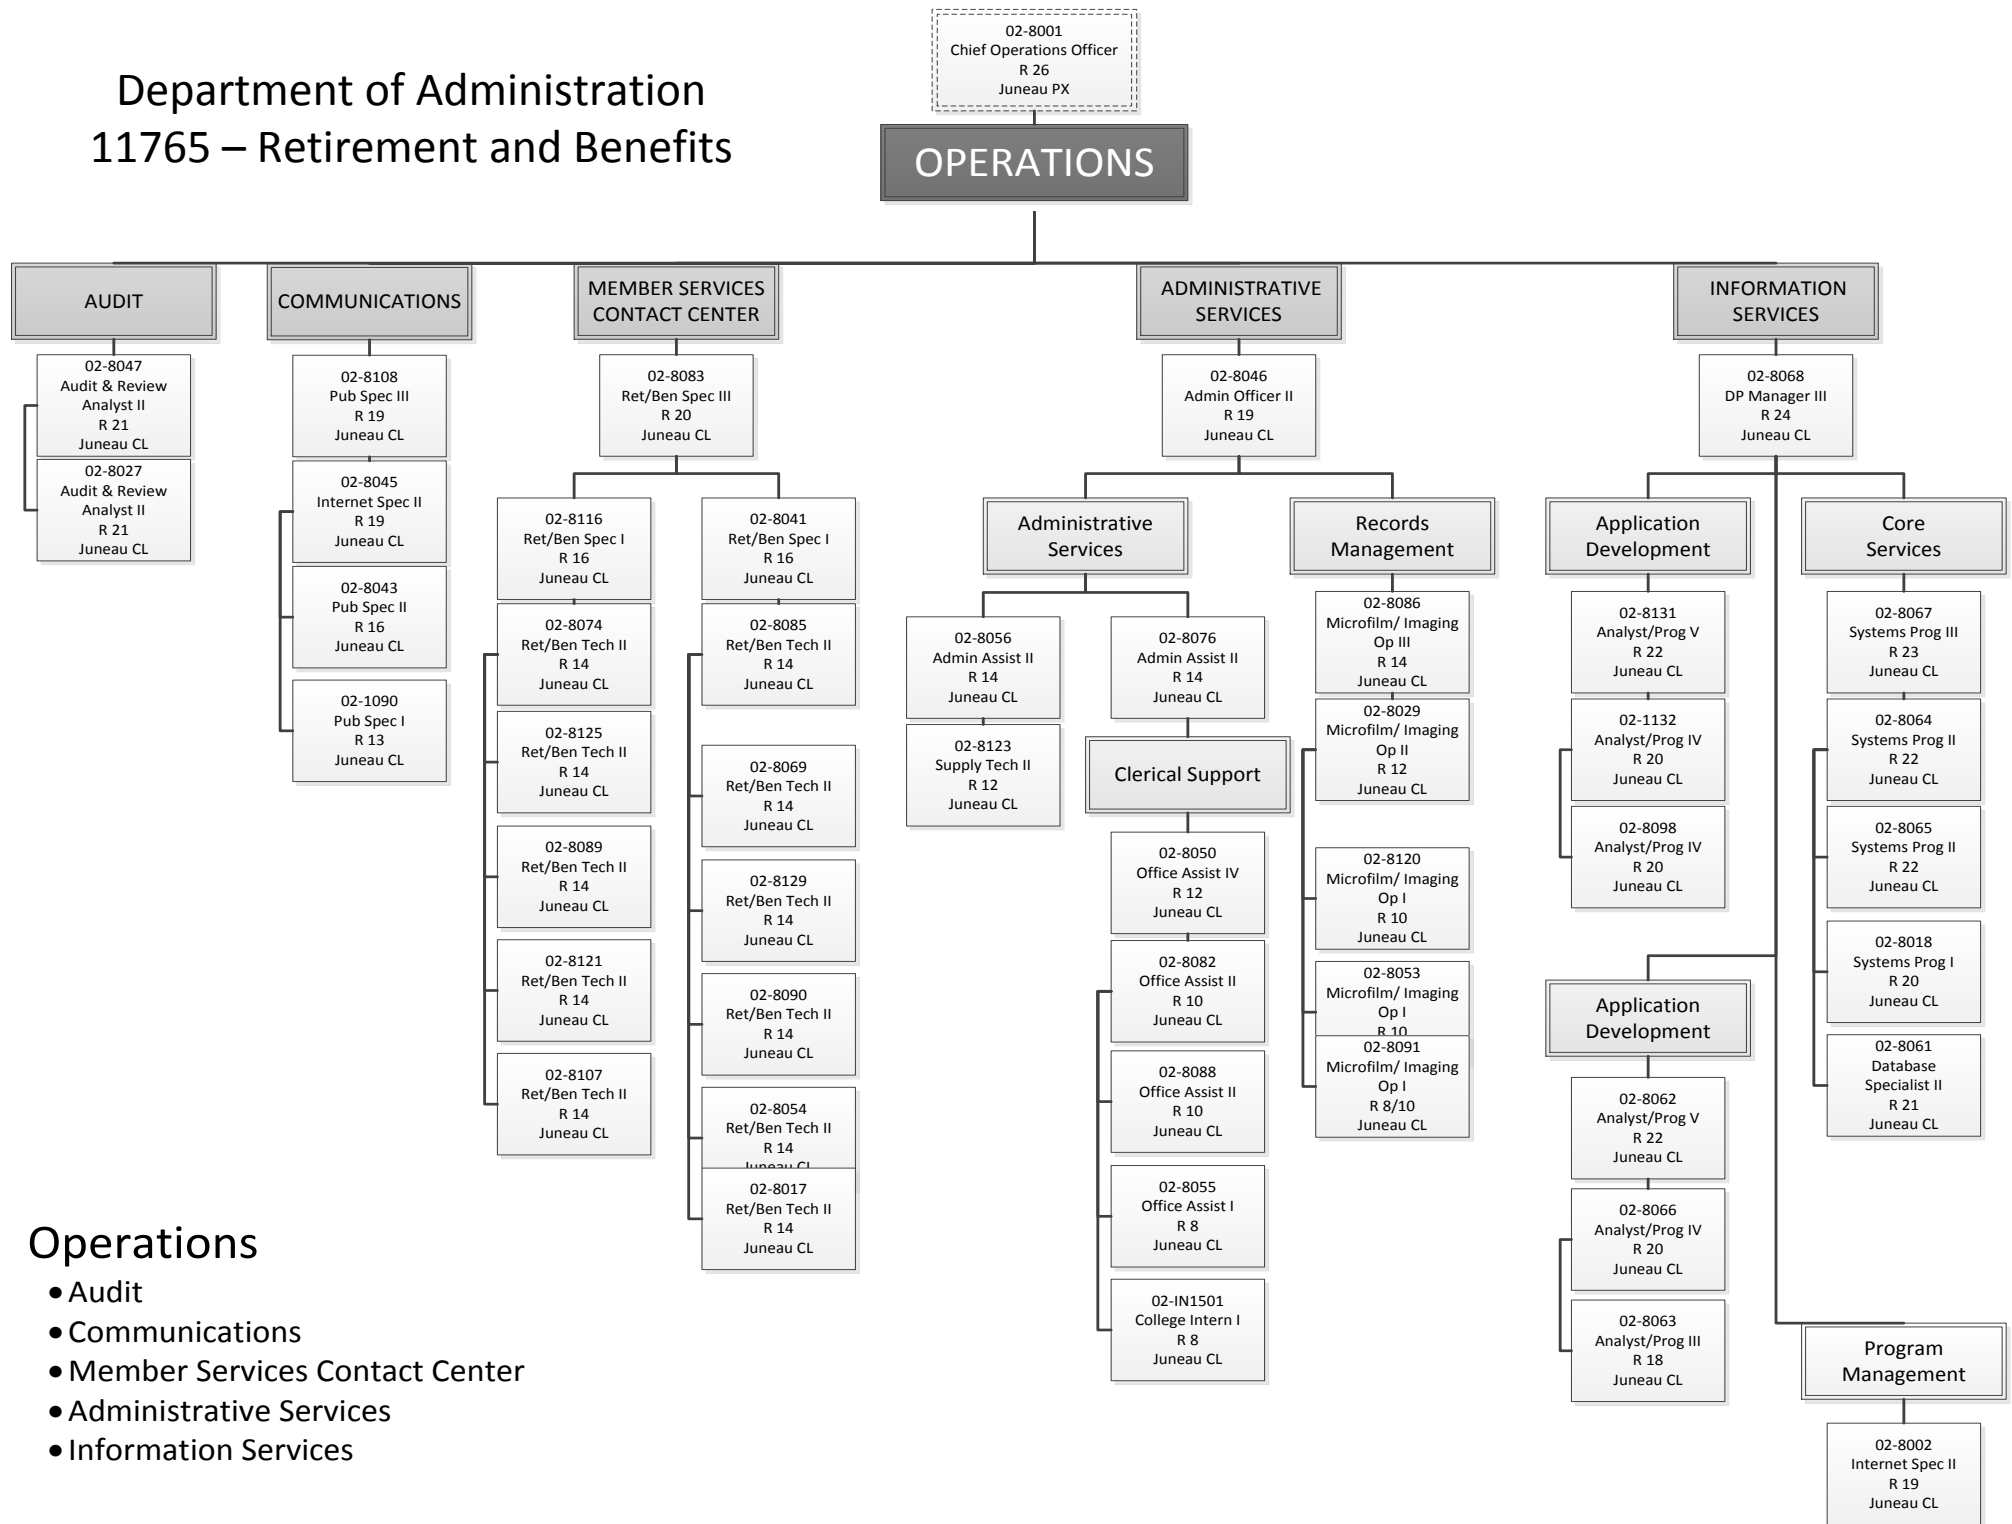 Department of Administration
11765 – Retirement and Benefits
02-8001
Chief Operations Officer
R 26
Juneau PX
OPERATIONS
AUDIT
02-8047
Audit & Review
Analyst II
R 21
Juneau CL
02-8027
Audit & Review
Analyst II
R 21
Juneau CL
COMMUNICATIONS
02-8108
Pub Spec III
R 19
Juneau CL
02-8045
Internet Spec II
R 19
Juneau CL
02-8043
Pub Spec II
R 16
Juneau CL
02-1090
Pub Spec I
R 13
Juneau CL
MEMBER SERVICES
CONTACT CENTER
02-8083
Ret/Ben Spec III
R 20
Juneau CL
02-8116
Ret/Ben Spec I
R 16
Juneau CL
02-8074
Ret/Ben Tech II
R 14
Juneau CL
02-8125
Ret/Ben Tech II
R 14
Juneau CL
02-8089
Ret/Ben Tech II
R 14
Juneau CL
02-8121
Ret/Ben Tech II
R 14
Juneau CL
02-8107
Ret/Ben Tech II
R 14
Juneau CL
02-8041
Ret/Ben Spec I
R 16
Juneau CL
02-8085
Ret/Ben Tech II
R 14
Juneau CL
02-8069
Ret/Ben Tech II
R 14
Juneau CL
02-8129
Ret/Ben Tech II
R 14
Juneau CL
02-8090
Ret/Ben Tech II
R 14
Juneau CL
02-8054
Ret/Ben Tech II
R 14
Juneau CL
02-8017
Ret/Ben Tech II
R 14
Juneau CL
ADMINISTRATIVE
SERVICES
02-8046
Admin Officer II
R 19
Juneau CL
Administrative
Services
02-8056
Admin Assist II
R 14
Juneau CL
02-8123
Supply Tech II
R 12
Juneau CL
02-8076
Admin Assist II
R 14
Juneau CL
Clerical Support
02-8050
Office Assist IV
R 12
Juneau CL
02-8082
Office Assist II
R 10
Juneau CL
02-8088
Office Assist II
R 10
Juneau CL
02-8055
Office Assist I
R 8
Juneau CL
02-IN1501
College Intern I
R 8
Juneau CL
Records
Management
02-8086
Microfilm/ Imaging
Op III
R 14
Juneau CL
02-8029
Microfilm/ Imaging
Op II
R 12
Juneau CL
02-8120
Microfilm/ Imaging
Op I
R 10
Juneau CL
02-8053
Microfilm/ Imaging
Op I
R 10
02-8091
Microfilm/ Imaging
Op I
R 8/10
Juneau CL
INFORMATION
SERVICES
02-8068
DP Manager III
R 24
Juneau CL
Application
Development
02-8131
Analyst/Prog V
R 22
Juneau CL
02-1132
Analyst/Prog IV
R 20
Juneau CL
02-8098
Analyst/Prog IV
R 20
Juneau CL
Application
Development
02-8062
Analyst/Prog V
R 22
Juneau CL
02-8066
Analyst/Prog IV
R 20
Juneau CL
02-8063
Analyst/Prog III
R 18
Juneau CL
Core
Services
02-8067
Systems Prog III
R 23
Juneau CL
02-8064
Systems Prog II
R 22
Juneau CL
02-8065
Systems Prog II
R 22
Juneau CL
02-8018
Systems Prog I
R 20
Juneau CL
02-8061
Database
Specialist II
R 21
Juneau CL
Program
Management
02-8002
Internet Spec II
R 19
Juneau CL
Operations
• Audit
• Communications
• Member Services Contact Center
• Administrative Services
• Information Services